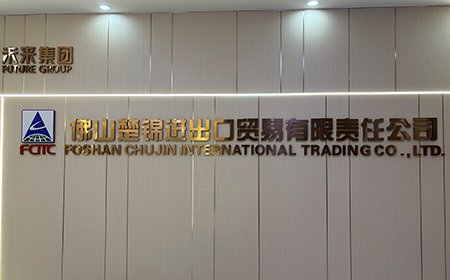 未来集团
FUTURE GROUP
佛山楚锦进出口贸易有限责任公司
FCITC
FOSHAN CHUJIN INTERNATIONAL TRADING CO.,LTD.